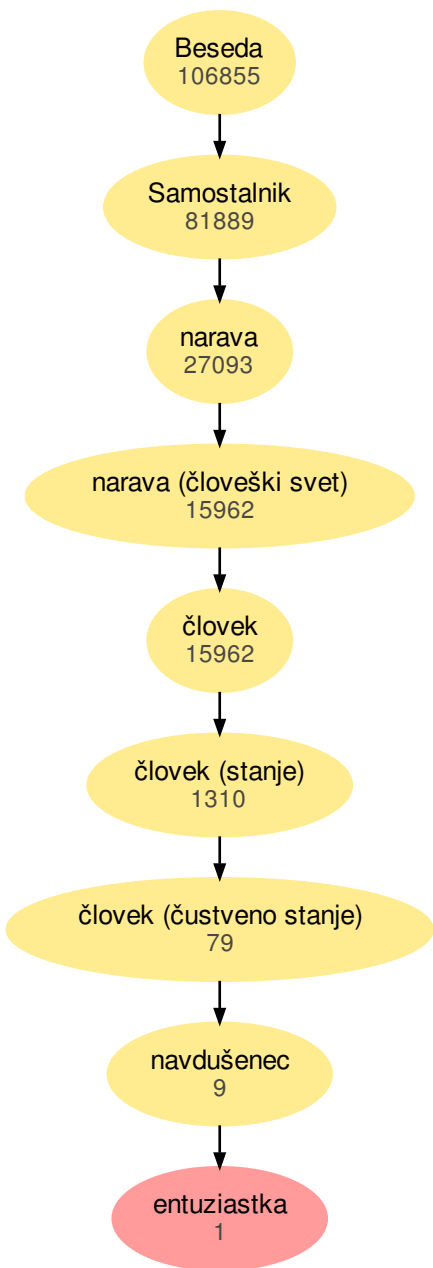 Beseda
106855
Samostalnik
81889
narava
27093
narava (človeški svet)
15962
človek
15962
človek (stanje)
1310
človek (čustveno stanje)
79
navdušenec
9
entuziastka
1